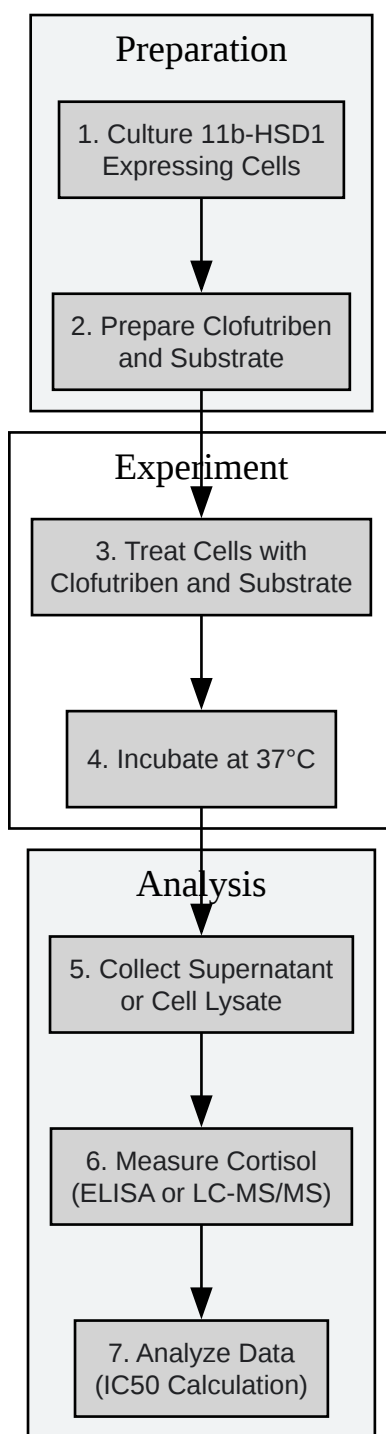 Preparation
1. Culture 11b-HSD1
Expressing Cells
2. Prepare Clofutriben
and Substrate
Experiment
3. Treat Cells with
Clofutriben and Substrate
4. Incubate at 37°C
Analysis
5. Collect Supernatant
or Cell Lysate
6. Measure Cortisol
(ELISA or LC-MS/MS)
7. Analyze Data
(IC50 Calculation)